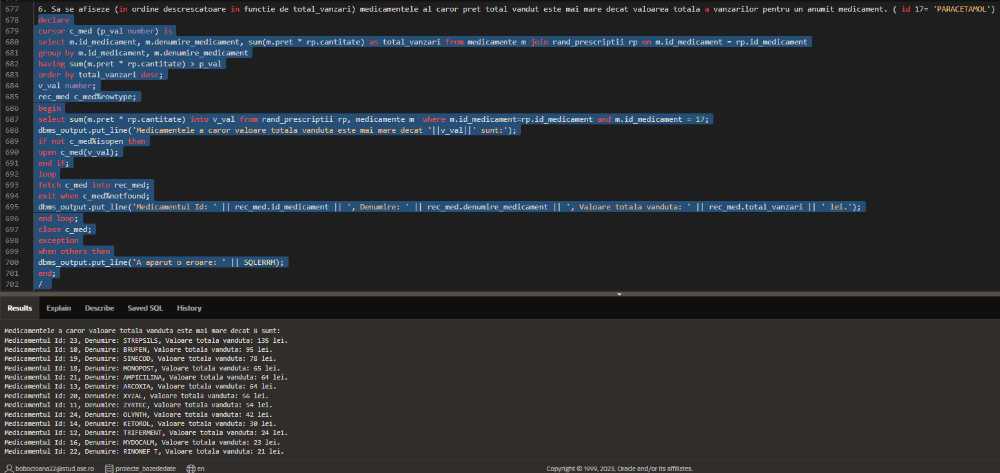 677 6. Sa se afiseze (in ordine descrescatoare in functie de total_vanzari) medicamentele al caror pret total vandut este mai mare decat valoarea totala a vanzarilor pentru un anumit medicament. ( id 17= 'PARACETAMOL')
678 declare
679 cursor c_med (p_val number) is
680 select m.id_medicament, m.denumire_medicament, sum(m.pret * rp.cantitate) as total_vanzari from medicamente m join rand_prescriptii rp on m.id_medicament = rp.id_medicament
681 group by m.id_medicament, m.denumire_medicament
682 having sum(m.pret * rp.cantitate) > p_val
683 order by total_vanzari desc;
684 v_val number;
685 rec_med c_med%rowtype;
686 begin
687 select sum(m.pret * rp.cantitate) into v_val from rand_prescriptii rp, medicamente m  where m.id_medicament=rp.id_medicament and m.id_medicament = 17;
688 dbms_output.put_line('Medicamentele a caror valoare totala vanduta este mai mare decat '||v_val||' sunt:');
689 if not c_med%isopen then
690 open c_med(v_val);
691 end if;
692 loop
693 fetch c_med into rec_med;
694 exit when c_med%notfound;
695 dbms_output.put_line('Medicamentul Id: ' || rec_med.id_medicament || ', Denumire: ' || rec_med.denumire_medicament || ', Valoare totala vanduta: ' || rec_med.total_vanzari || ' lei.');
696 end loop;
697 close c_med;
698 exception
699 when others then
700 dbms_output.put_line('A aparut o eroare: ' || SQLERRM);
701 end;
702 /
Results Explain Describe Saved SQL History
Medicamentele a caror valoare totala vanduta este mai mare decat 8 sunt:
Medicamentul Id: 23, Denumire: STREPSILS, Valoare totala vanduta: 135 lei.
Medicamentul Id: 10, Denumire: BRUFEN, Valoare totala vanduta: 95 lei.
Medicamentul Id: 19, Denumire: SINECOD, Valoare totala vanduta: 78 lei.
Medicamentul Id: 18, Denumire: MONOPOST, Valoare totala vanduta: 65 lei.
Medicamentul Id: 21, Denumire: AMPICILINA, Valoare totala vanduta: 64 lei.
Medicamentul Id: 13, Denumire: ARCOXIA, Valoare totala vanduta: 64 lei.
Medicamentul Id: 20, Denumire: XYZAL, Valoare totala vanduta: 56 lei.
Medicamentul Id: 11, Denumire: ZYRTEC, Valoare totala vanduta: 54 lei.
Medicamentul Id: 24, Denumire: OLYNTH, Valoare totala vanduta: 42 lei.
Medicamentul Id: 14, Denumire: KETOROL, Valoare totala vanduta: 30 lei.
Medicamentul Id: 12, Denumire: TRIFERMENT, Valoare totala vanduta: 24 lei.
Medicamentul Id: 16, Denumire: MYDOCALM, Valoare totala vanduta: 23 lei.
Medicamentul Id: 22, Denumire: RINONEF T, Valoare totala vanduta: 21 lei.
bobocioana22@stud.ase.ro proiecte_bazededate en Copyright © 1999, 2023, Oracle and/or its affiliates.